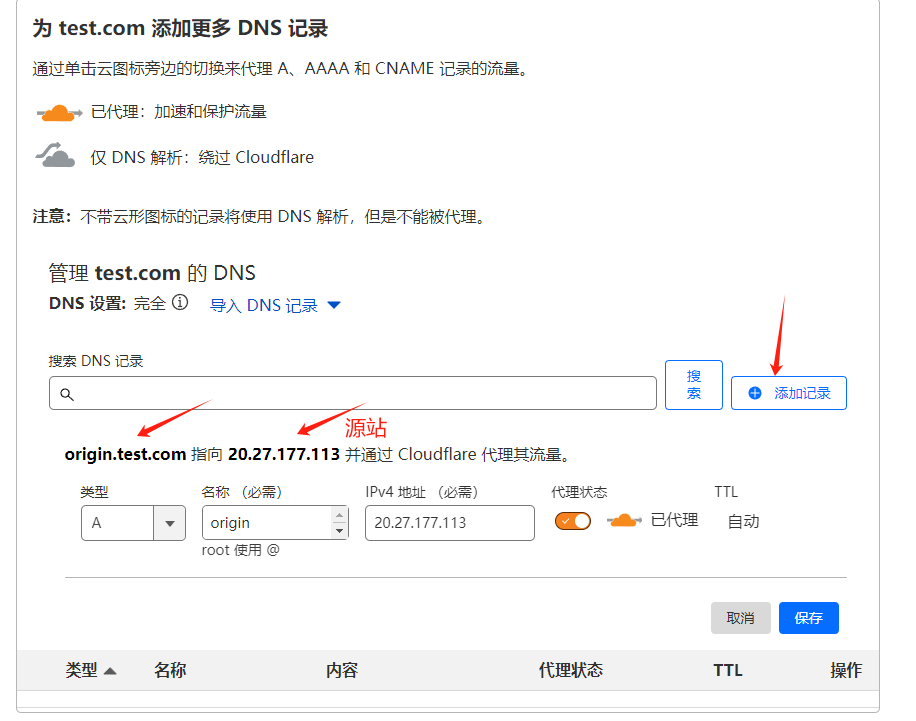 为 test.com 添加更多 DNS 记录
通过单击云图标旁边的切换来代理 A、AAAA 和 CNAME 记录的流量。
已代理：加速和保护流量
仅 DNS 解析：绕过 Cloudflare
注意：不带云形图标的记录将使用 DNS 解析，但是不能被代理。
管理 test.com 的 DNS
DNS 设置: 完全 导入 DNS 记录
搜索 DNS 记录
搜索
添加记录
源站
origin.test.com 指向 20.27.177.113 并通过 Cloudflare 代理其流量。
类型 名称 （必需） IPv4 地址 （必需） 代理状态 TTL
A origin 20.27.177.113 已代理 自动
root 使用 @
取消 保存
类型 名称 内容 代理状态 TTL 操作